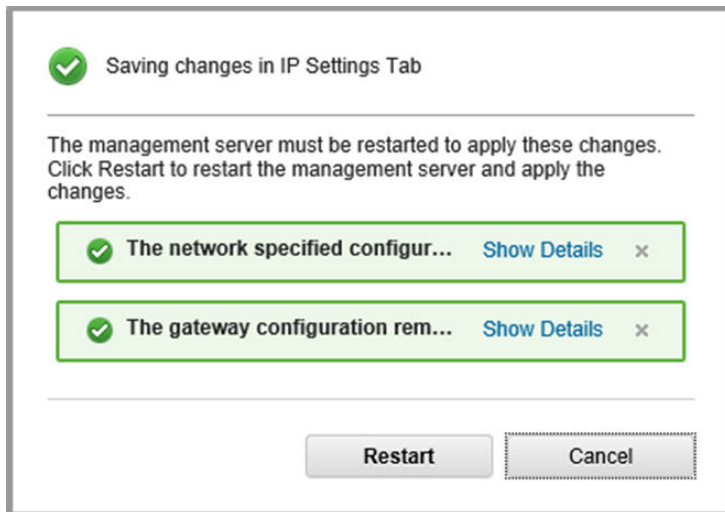 Saving changes in IP Settings Tab
The management server must be restarted to apply these changes.
Click Restart to restart the management server and apply the
changes.
The network specified configur... Show Details ×
The gateway configuration rem... Show Details ×
Restart Cancel